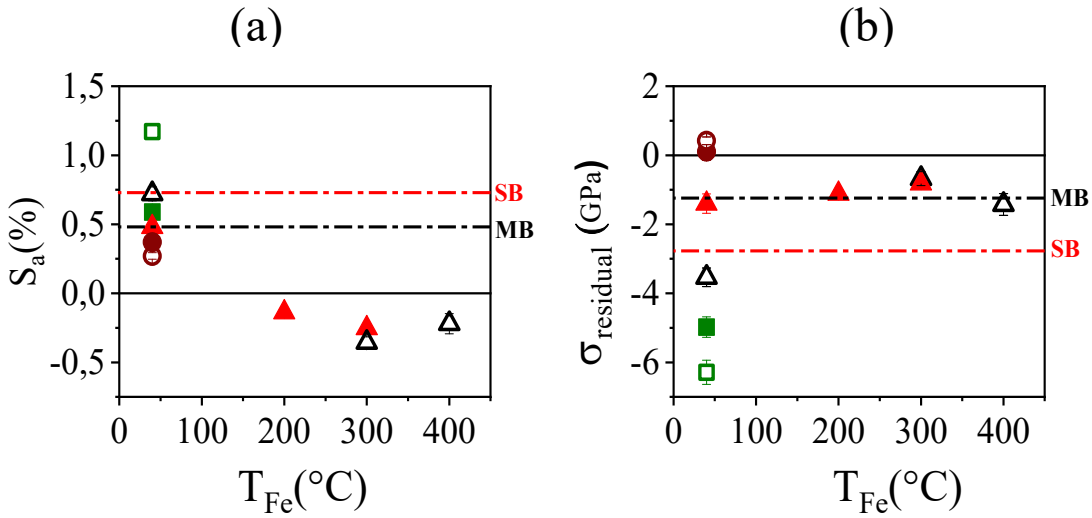 (a)
1,5
1,0
0,5
0,0
-0,5
S_a(%)
SB
MB
0 100 200 300 400
T_Fe(°C)
(b)
2
0
-2
-4
-6
σ_residual (GPa)
MB
SB
0 100 200 300 400
T_Fe(°C)